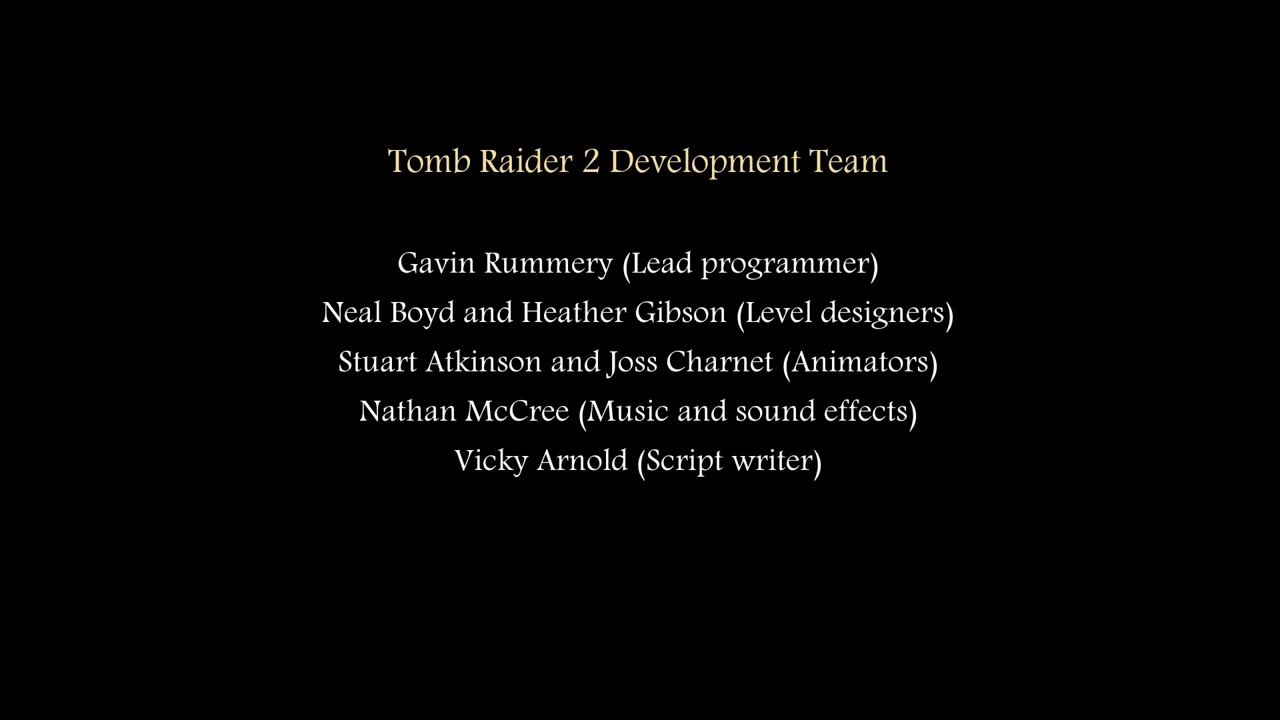 Tomb Raider 2 Development Team
Gavin Rummery (Lead programmer)
Neal Boyd and Heather Gibson (Level designers)
Stuart Atkinson and Joss Charnet (Animators)
Nathan McCree (Music and sound effects)
Vicky Arnold (Script writer)